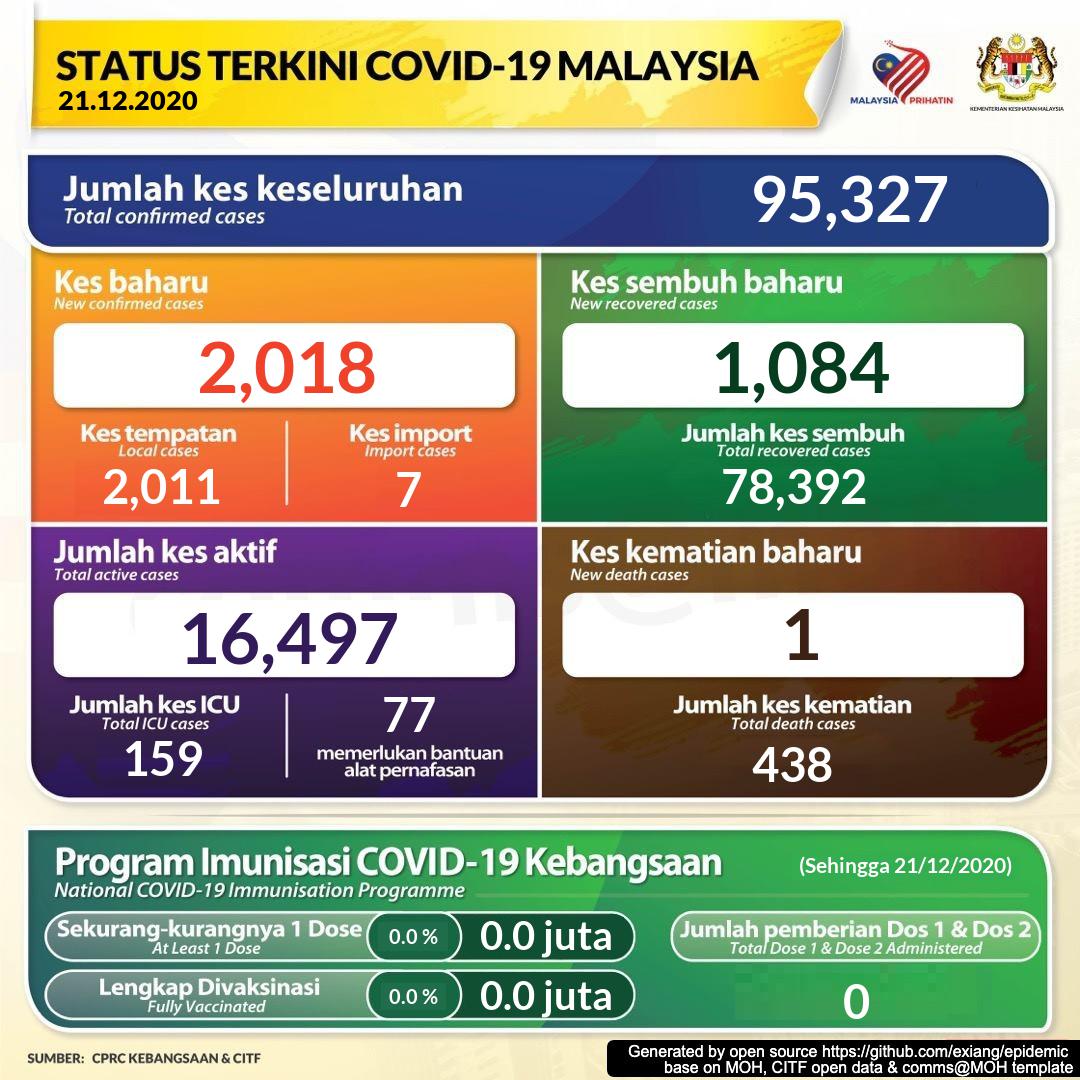 STATUS TERKINI COVID-19 MALAYSIA
21.12.2020
MALAYSIA PRIHATIN
KEMENTERIAN KESIHATAN MALAYSIA
Jumlah kes keseluruhan
Total confirmed cases
95,327
Kes baharu
New confirmed cases
2,018
Kes tempatan
Local cases
2,011
Kes import
Import cases
7
Kes sembuh baharu
New recovered cases
1,084
Jumlah kes sembuh
Total recovered cases
78,392
Jumlah kes aktif
Total active cases
16,497
Jumlah kes ICU
Total ICU cases
159
77
memerlukan bantuan
alat pernafasan
Kes kematian baharu
New death cases
1
Jumlah kes kematian
Total death cases
438
Program Imunisasi COVID-19 Kebangsaan
National COVID-19 Immunisation Programme
(Sehingga 21/12/2020)
Sekurang-kurangnya 1 Dose
At Least 1 Dose
0.0 %
0.0 juta
Lengkap Divaksinasi
Fully Vaccinated
0.0 %
0.0 juta
Jumlah pemberian Dos 1 & Dos 2
Total Dose 1 & Dose 2 Administered
0
SUMBER: CPRC KEBANGSAAN & CITF
Generated by open source https://github.com/exiang/epidemic
base on MOH, CITF open data & comms@MOH template